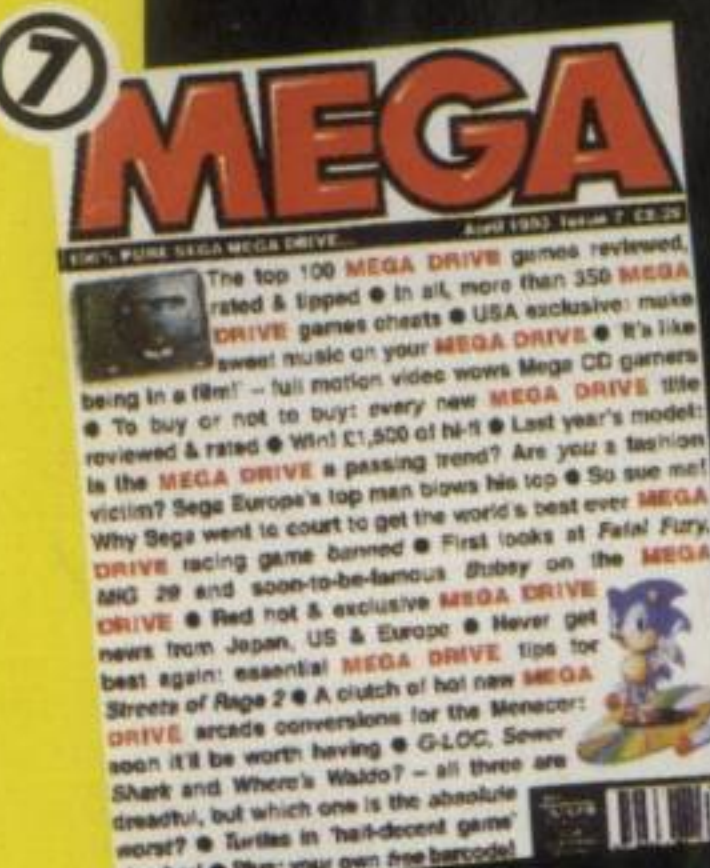 7
MEGA
100% PURE SEGA MEGA DRIVE...
April 1993 Issue 7 £2.25
The top 100 MEGA DRIVE games reviewed,
rated & tipped ● In all, more than 350 MEGA
DRIVE games cheats ● USA exclusive: make
sweet music on your MEGA DRIVE ● 'It's like
being in a film!' – full motion video wows Mega CD gamers
● To buy or not to buy: every new MEGA DRIVE title
reviewed & rated ● Win! £1,500 of hi-fi ● Last year's model:
is the MEGA DRIVE a passing trend? Are you a fashion
victim? Sega Europe's top man blows his top ● So sue me!
Why Sega went to court to get the world's best ever MEGA
DRIVE racing game banned ● First looks at Fatal Fury,
MIG 29 and soon-to-be-famous Bubsy on the MEGA
DRIVE ● Red hot & exclusive MEGA DRIVE
news from Japan, US & Europe ● Never get
beat again: essential MEGA DRIVE tips for
Streets of Rage 2 ● A clutch of hot new MEGA
DRIVE arcade conversions for the Menacer:
soon it'll be worth having ● G-LOC, Sewer
Shark and Where's Waldo? – all three are
dreadful, but which one is the absolute
worst? ● Turtles in 'half-decent game'
● Plus: your own free barcode!